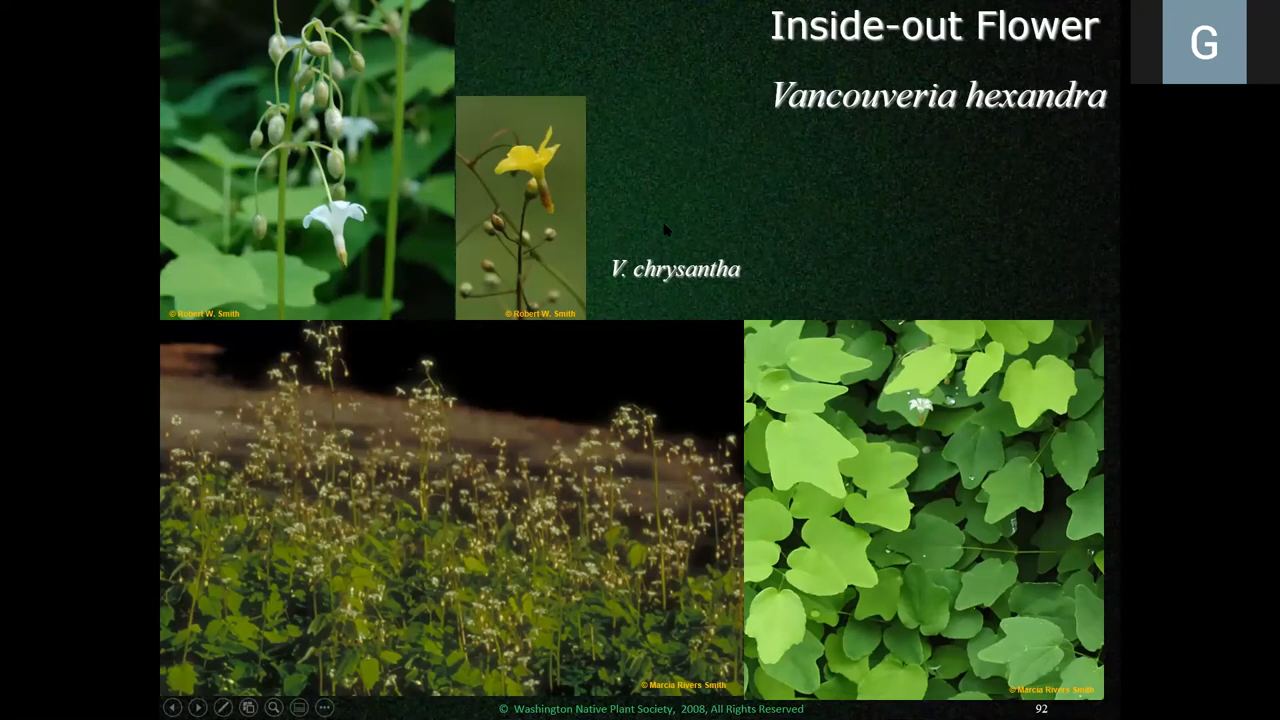 Inside-out Flower
G
Vancouveria hexandra
V. chrysantha
© Robert W. Smith
© Robert W. Smith
© Marcia Rivers Smith
© Marcia Rivers Smith
© Washington Native Plant Society, 2008, All Rights Reserved
92